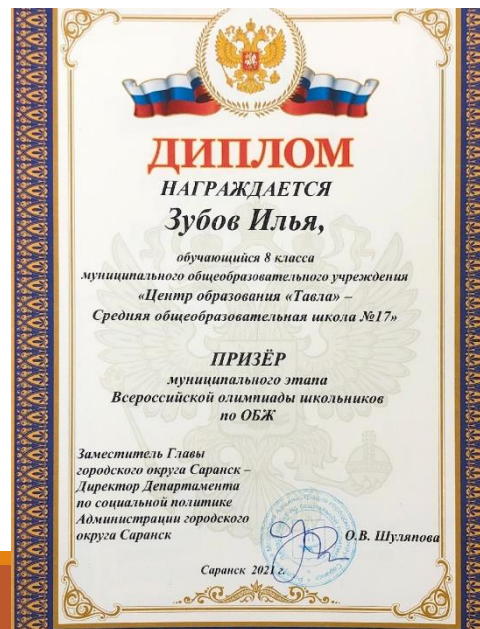 ДИПЛОМ
НАГРАЖДАЕТСЯ
Зубов Илья,
обучающийся 8 класса
муниципального общеобразовательного учреждения
«Центр образования «Тавла» –
Средняя общеобразовательная школа №17»
ПРИЗЁР
муниципального этапа
Всероссийской олимпиады школьников
по ОБЖ
Заместитель Главы
городского округа Саранск –
Директор Департамента
по социальной политике
Администрации городского
округа Саранск
О.В. Шуляпова
Саранск 2021 г.